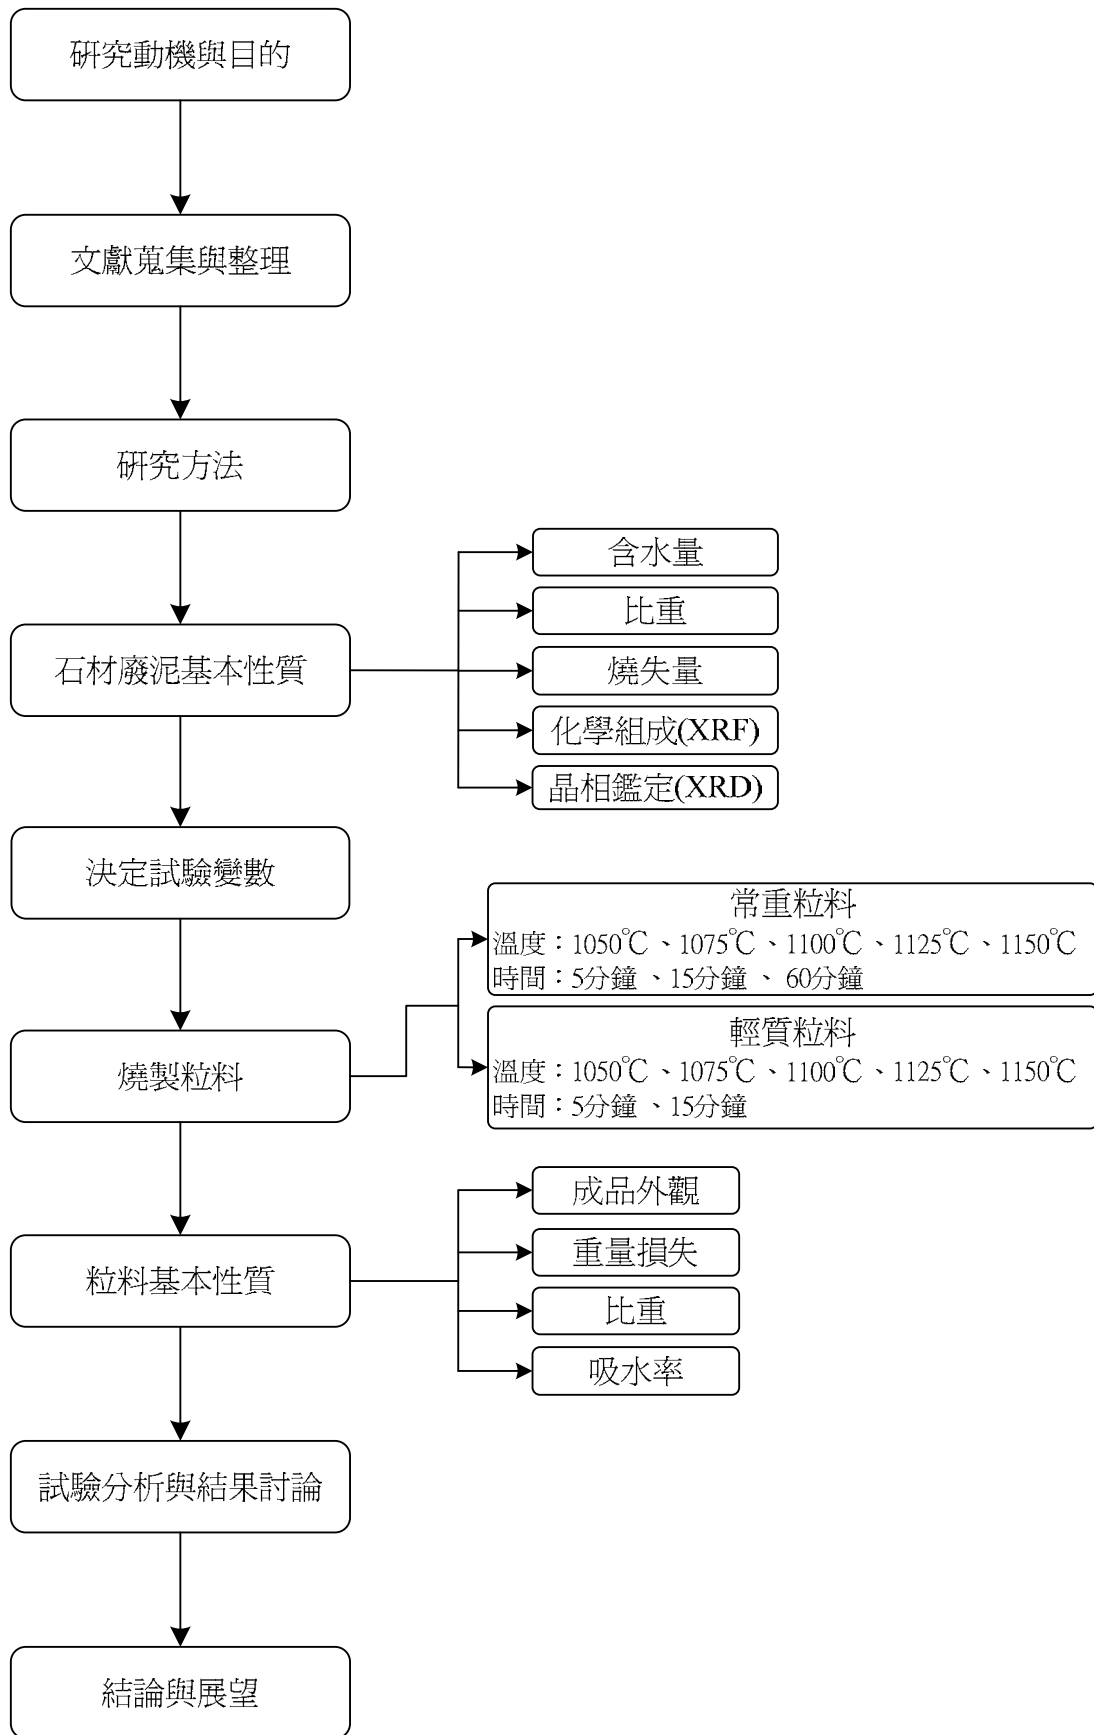 研究動機與目的
文獻蒐集與整理
研究方法
石材廢泥基本性質
含水量
比重
燒失量
化學組成(XRF)
晶相鑑定(XRD)
決定試驗變數
燒製粒料
常重粒料
溫度：1050℃、1075℃、1100℃、1125℃、1150℃
時間：5分鐘、15分鐘、60分鐘
輕質粒料
溫度：1050℃、1075℃、1100℃、1125℃、1150℃
時間：5分鐘、15分鐘
粒料基本性質
成品外觀
重量損失
比重
吸水率
試驗分析與結果討論
結論與展望